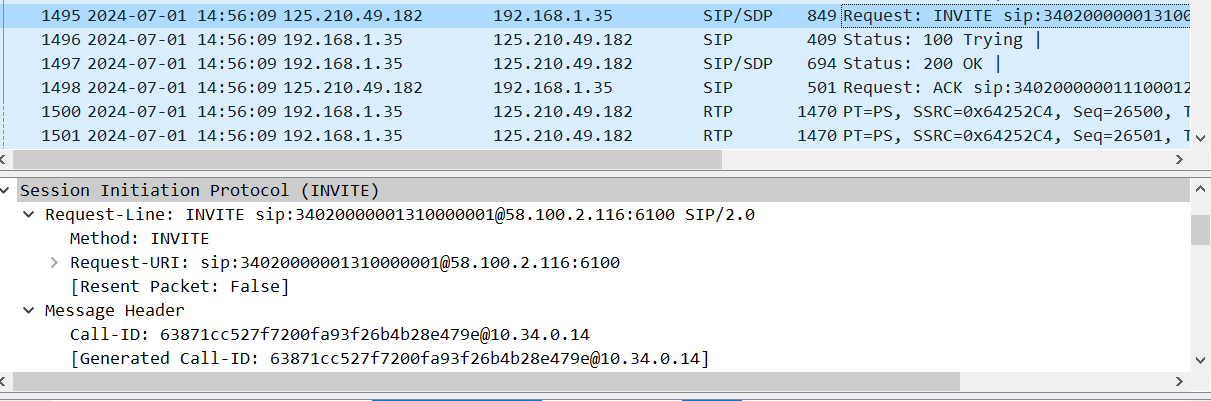 1495 2024-07-01 14:56:09 125.210.49.182 192.168.1.35 SIP/SDP 849 Request: INVITE sip:340200000013100
1496 2024-07-01 14:56:09 192.168.1.35 125.210.49.182 SIP 409 Status: 100 Trying |
1497 2024-07-01 14:56:09 192.168.1.35 125.210.49.182 SIP/SDP 694 Status: 200 OK |
1498 2024-07-01 14:56:09 125.210.49.182 192.168.1.35 SIP 501 Request: ACK sip:340200000011100012
1500 2024-07-01 14:56:09 192.168.1.35 125.210.49.182 RTP 1470 PT=PS, SSRC=0x64252C4, Seq=26500, T
1501 2024-07-01 14:56:09 192.168.1.35 125.210.49.182 RTP 1470 PT=PS, SSRC=0x64252C4, Seq=26501, T
Session Initiation Protocol (INVITE)
Request-Line: INVITE sip:34020000001310000001@58.100.2.116:6100 SIP/2.0
Method: INVITE
Request-URI: sip:34020000001310000001@58.100.2.116:6100
[Resent Packet: False]
Message Header
Call-ID: 63871cc527f7200fa93f26b4b28e479e@10.34.0.14
[Generated Call-ID: 63871cc527f7200fa93f26b4b28e479e@10.34.0.14]